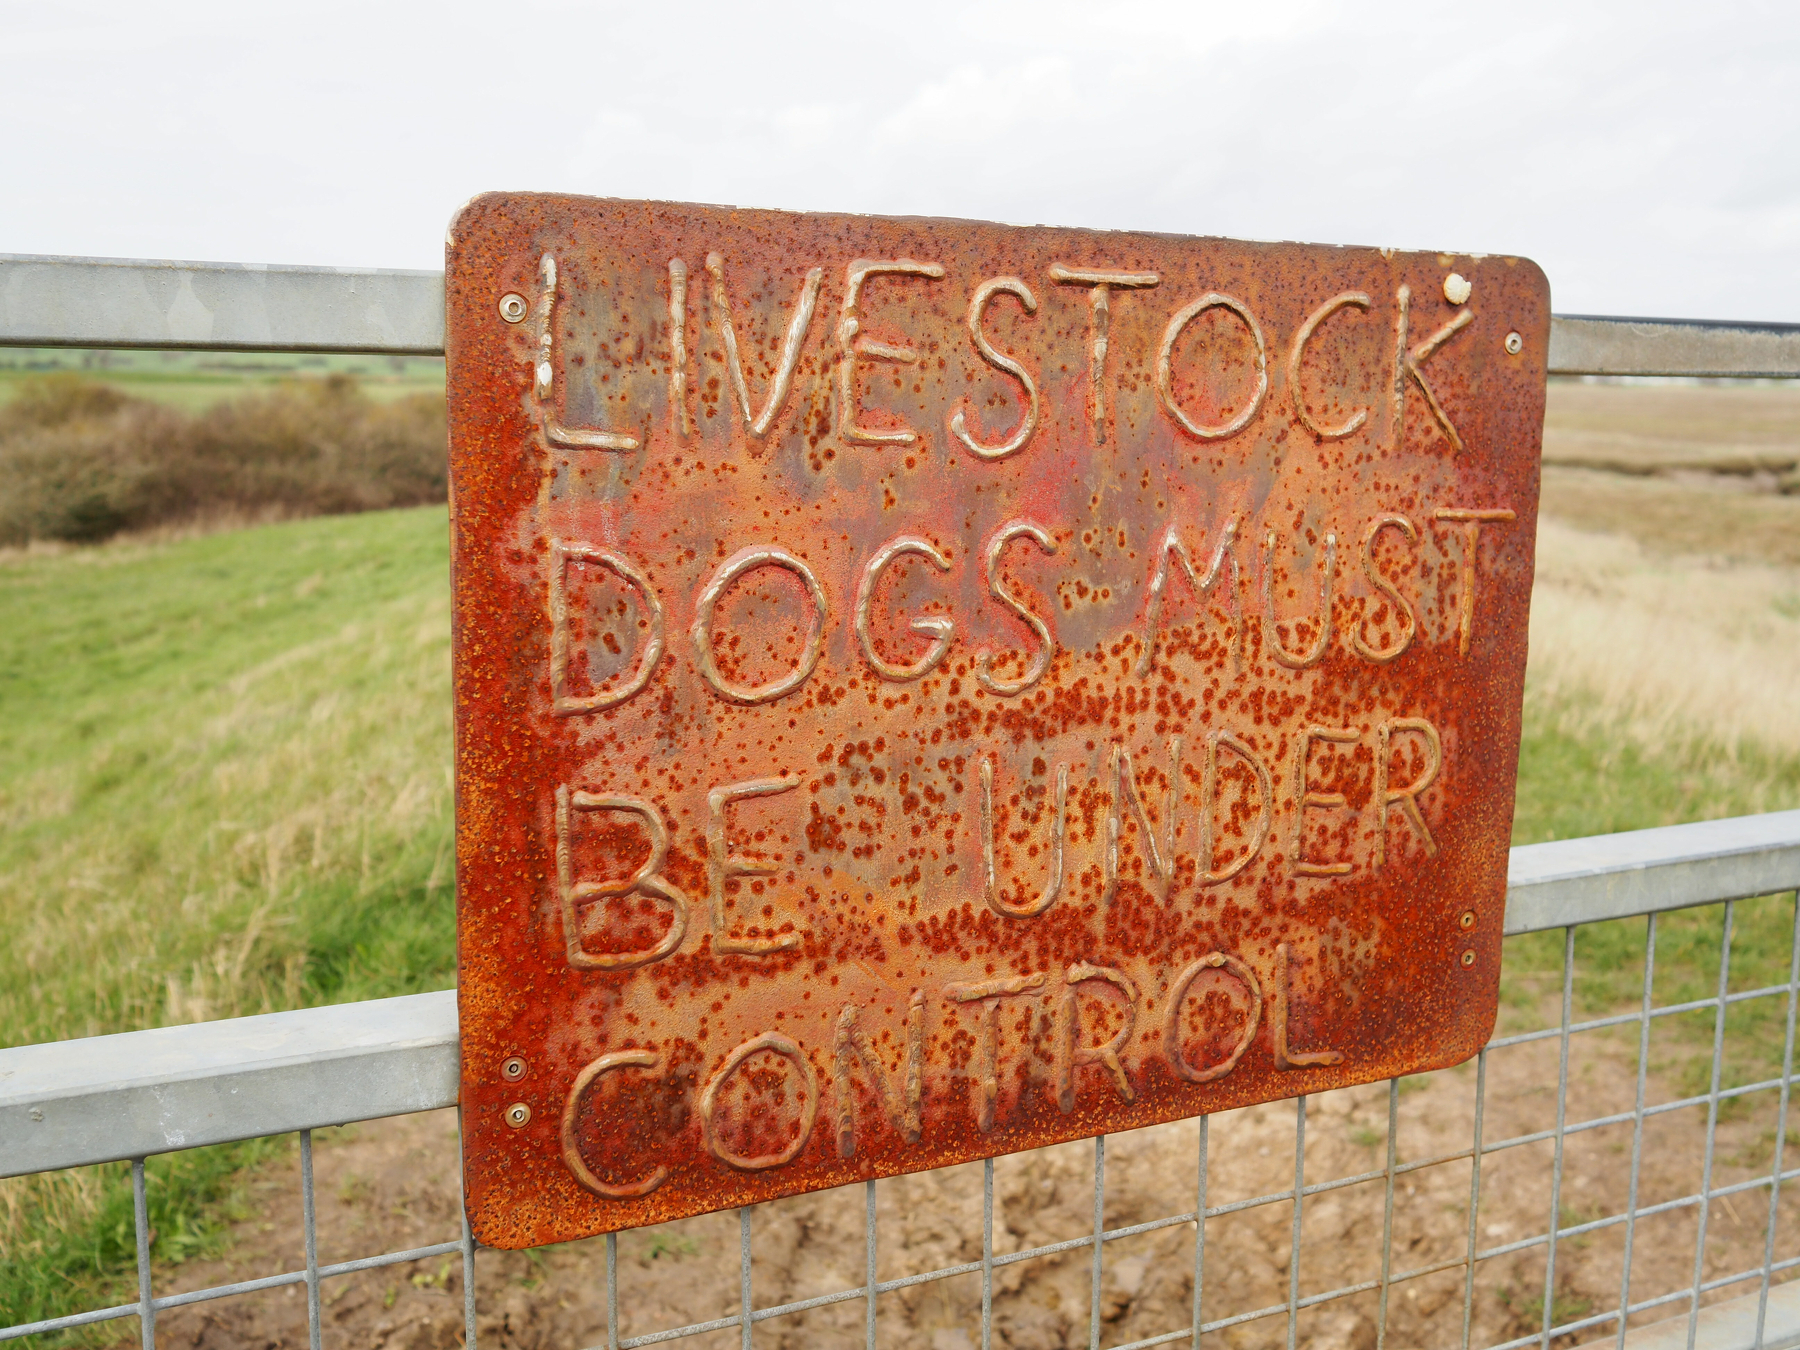 LIVESTOCK
DOGS MUST
BE UNDER
CONTROL